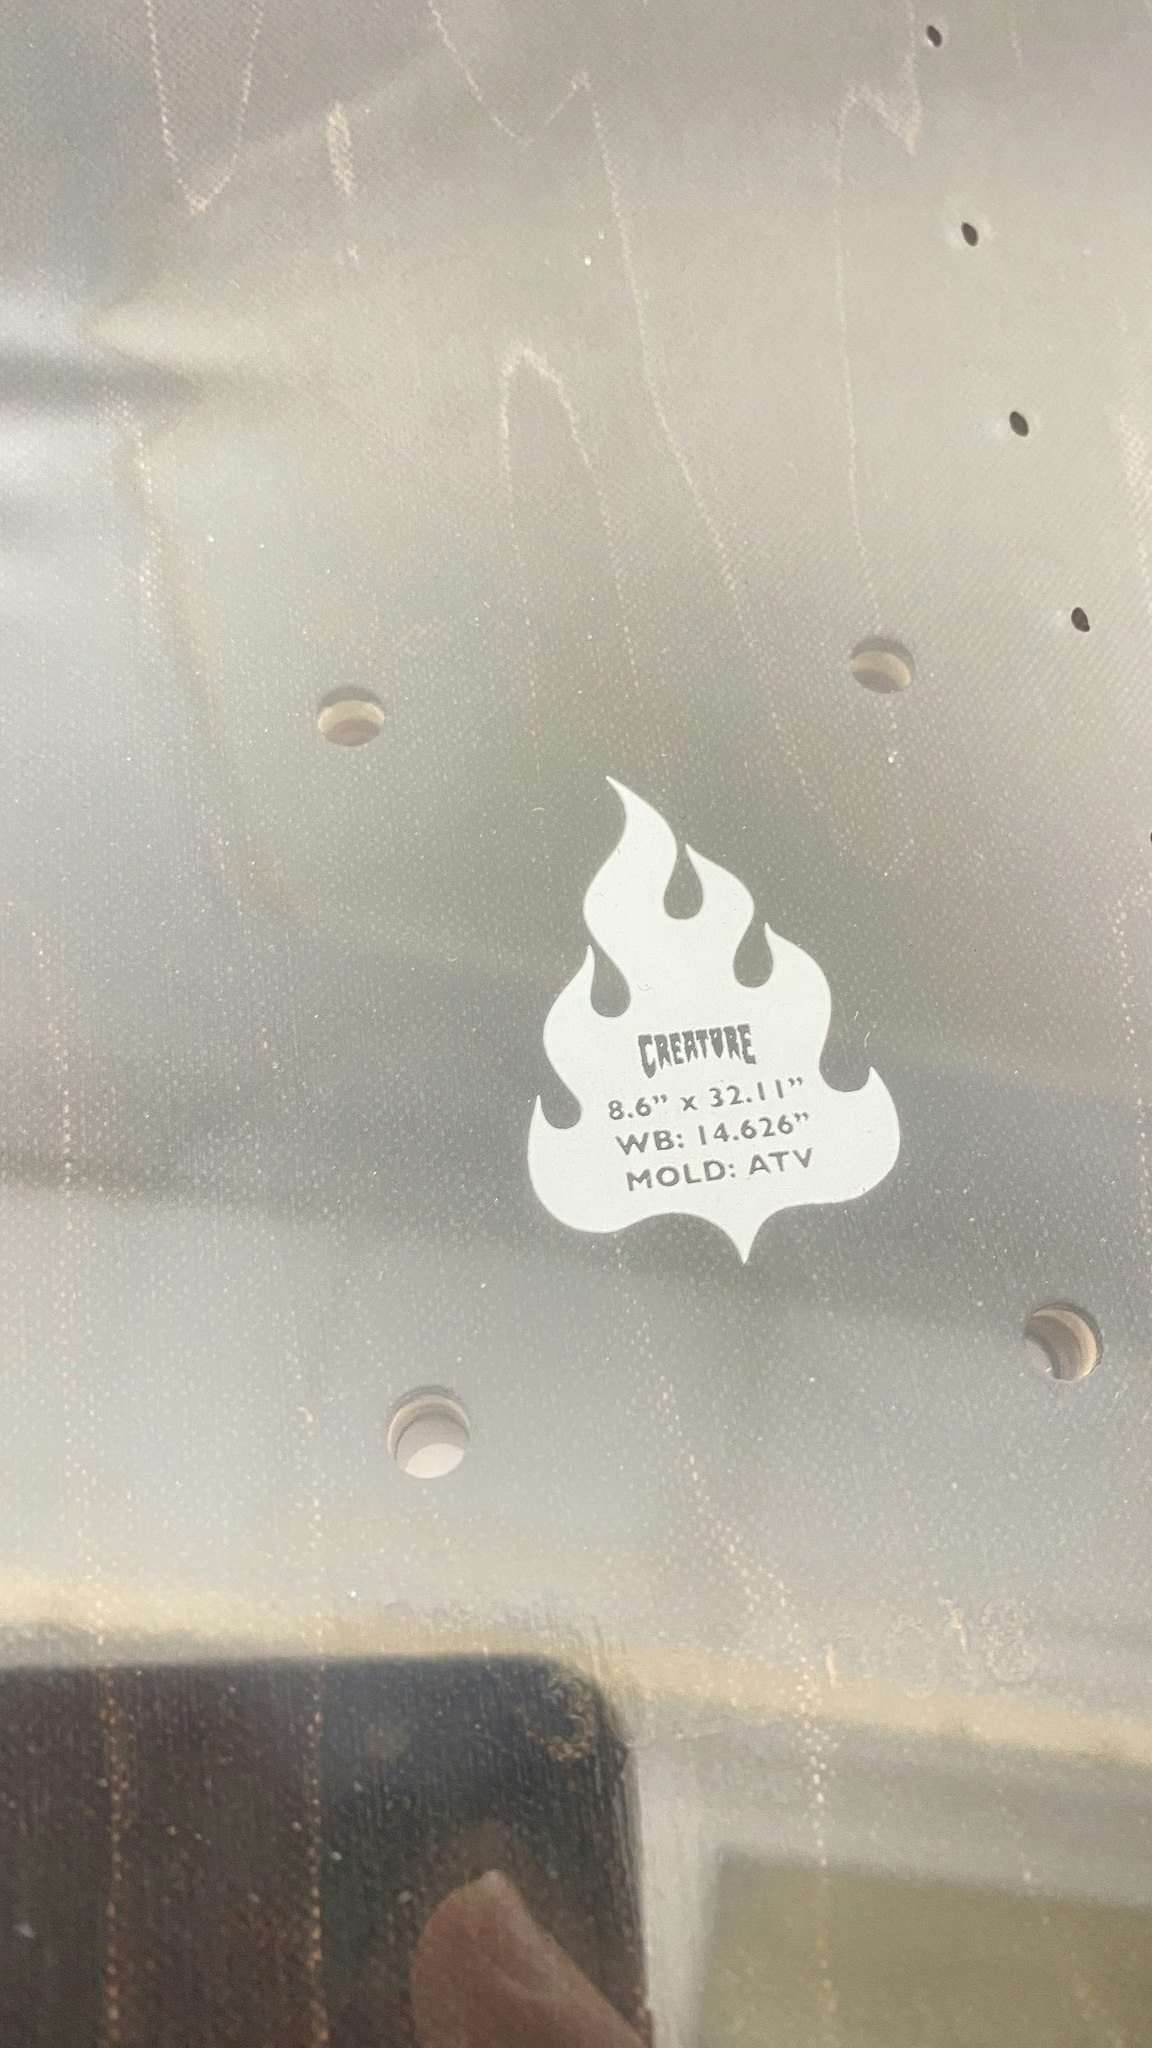 CREATURE
8.6” x 32.11”
WB: 14.626”
MOLD: ATV